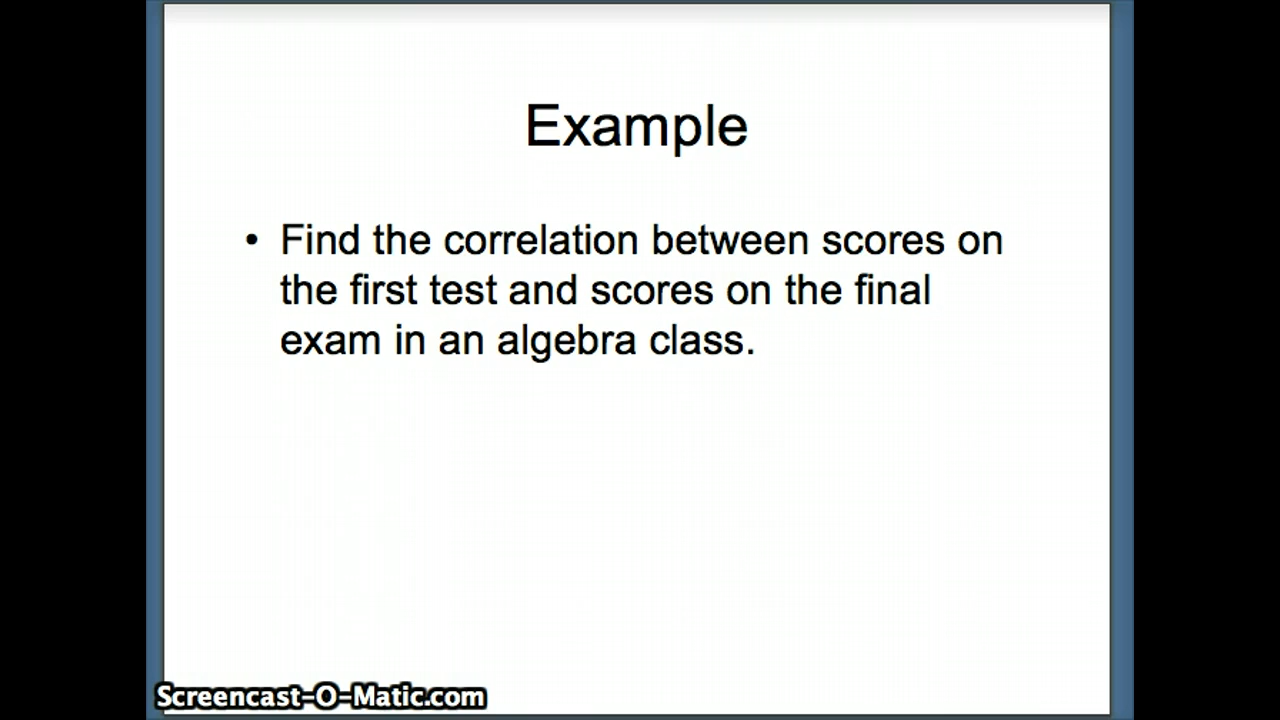 Example
• Find the correlation between scores on
the first test and scores on the final
exam in an algebra class.
Screencast-O-Matic.com